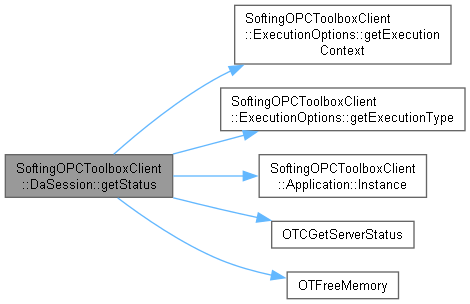 SoftingOPCToolboxClient
::DaSession::getStatus
SoftingOPCToolboxClient
::ExecutionOptions::getExecution
Context
SoftingOPCToolboxClient
::ExecutionOptions::getExecutionType
SoftingOPCToolboxClient
::Application::Instance
OTCGetServerStatus
OTFreeMemory